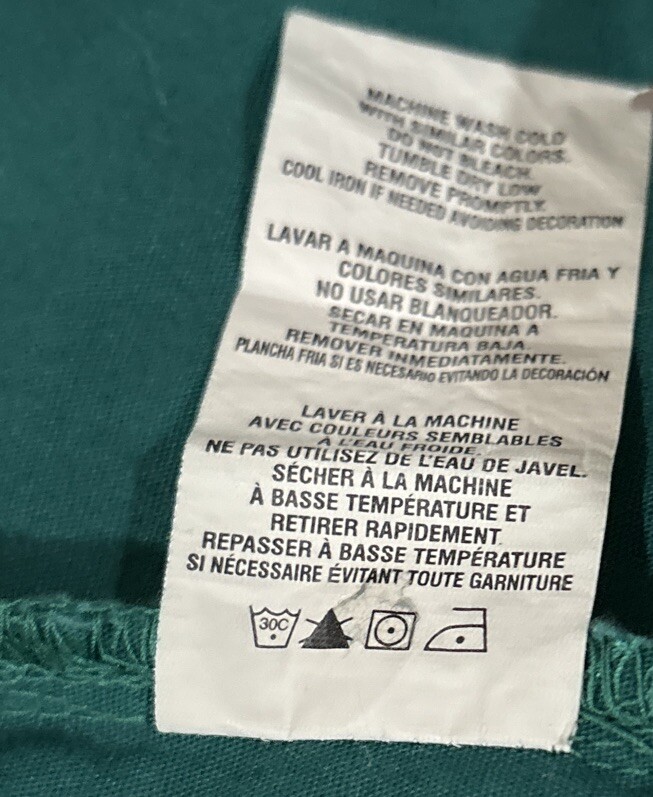 MACHINE WASH COLD
WITH SIMILAR COLORS.
DO NOT BLEACH.
TUMBLE DRY LOW
REMOVE PROMPTLY.
COOL IRON IF NEEDED AVOIDING DECORATION
LAVAR A MAQUINA CON AGUA FRIA Y
COLORES SIMILARES.
NO USAR BLANQUEADOR.
SECAR EN MAQUINA A
TEMPERATURA BAJA.
REMOVER INMEDIATAMENTE.
PLANCHA FRIA SI ES NECESARIO EVITANDO LA DECORACIÓN
LAVER À LA MACHINE
AVEC COULEURS SEMBLABLES
À L'EAU FROIDE.
NE PAS UTILISEZ DE L'EAU DE JAVEL.
SÉCHER À LA MACHINE
À BASSE TEMPÉRATURE ET
RETIRER RAPIDEMENT.
REPASSER À BASSE TEMPÉRATURE
SI NÉCESSAIRE ÉVITANT TOUTE GARNITURE
30C